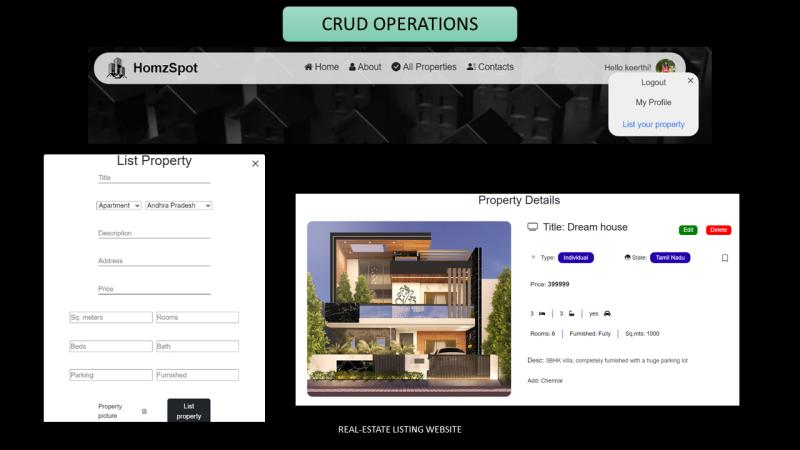 CRUD OPERATIONS
HomzSpot
Home About All Properties Contacts
Hello keerthi!
Logout
My Profile
List your property
List Property
Title
Apartment Andhra Pradesh
Description
Address
Price
Sq. meters Rooms
Beds Bath
Parking Furnished
Property picture
List property
Property Details
Title: Dream house
Edit Delete
Type: Individual State: Tamil Nadu
Price: 399999
3 3 yes
Rooms: 6 Furnished: Fully Sq.mts: 1000
Desc: 3BHK villa, completely furnished with a huge parking lot
Add: Chennai
REAL-ESTATE LISTING WEBSITE